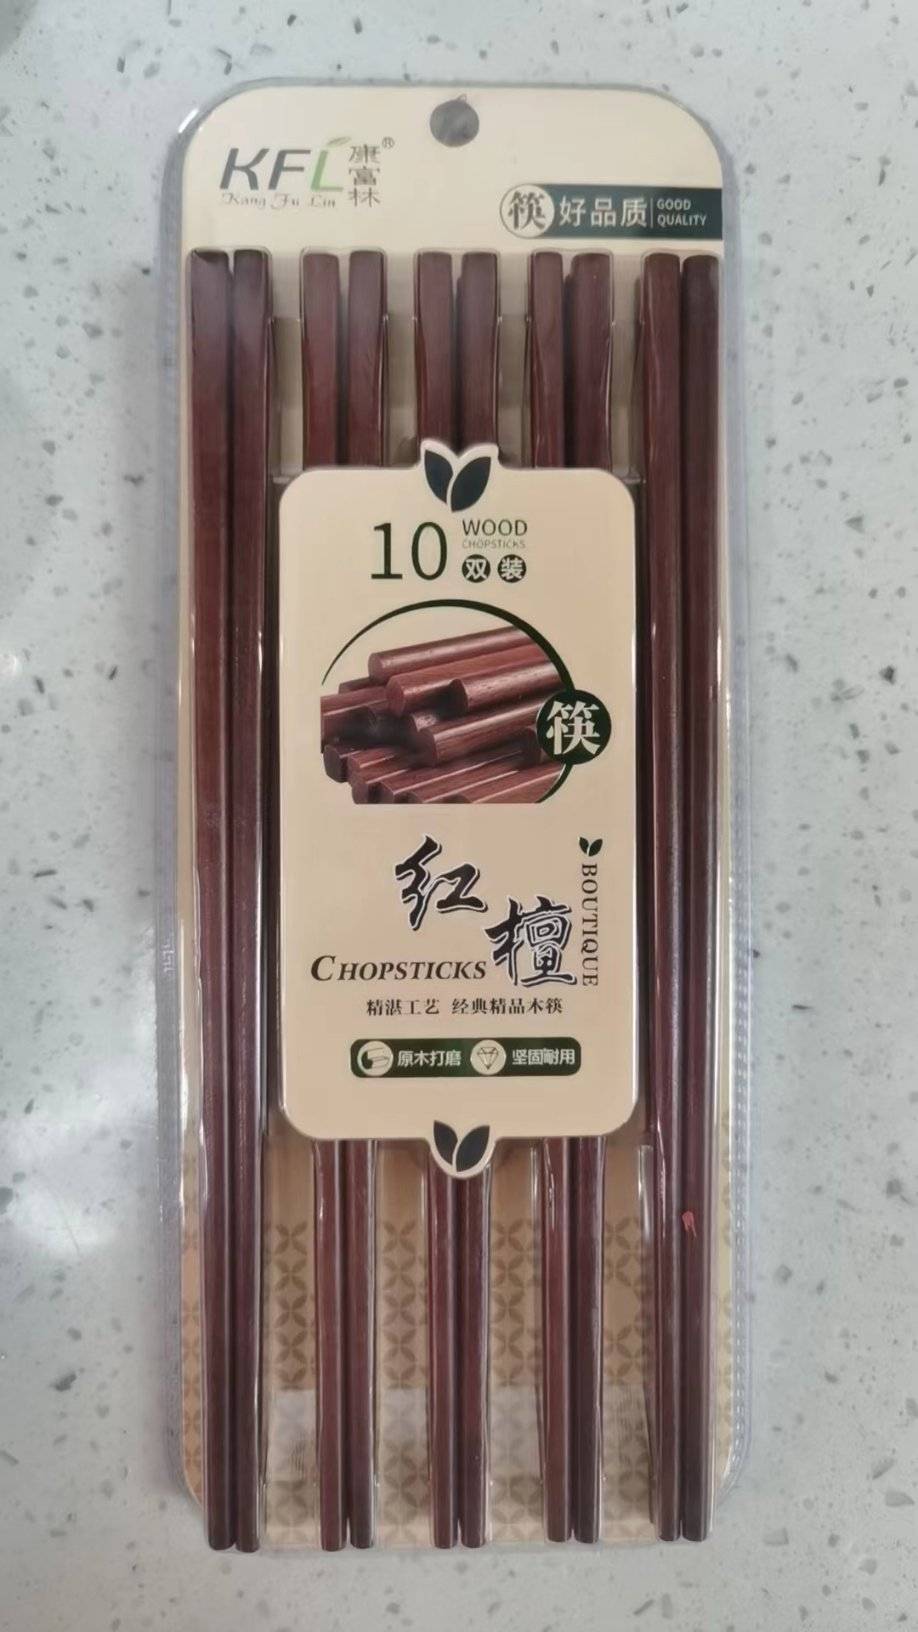 KFL 康富林®
Kang Fu Lin
筷 好品质 GOOD QUALITY
10 WOOD
CHOPSTICKS
双装
筷
红檀
BOUTIQUE
CHOPSTICKS
精湛工艺 经典精品木筷
原木打磨 坚固耐用